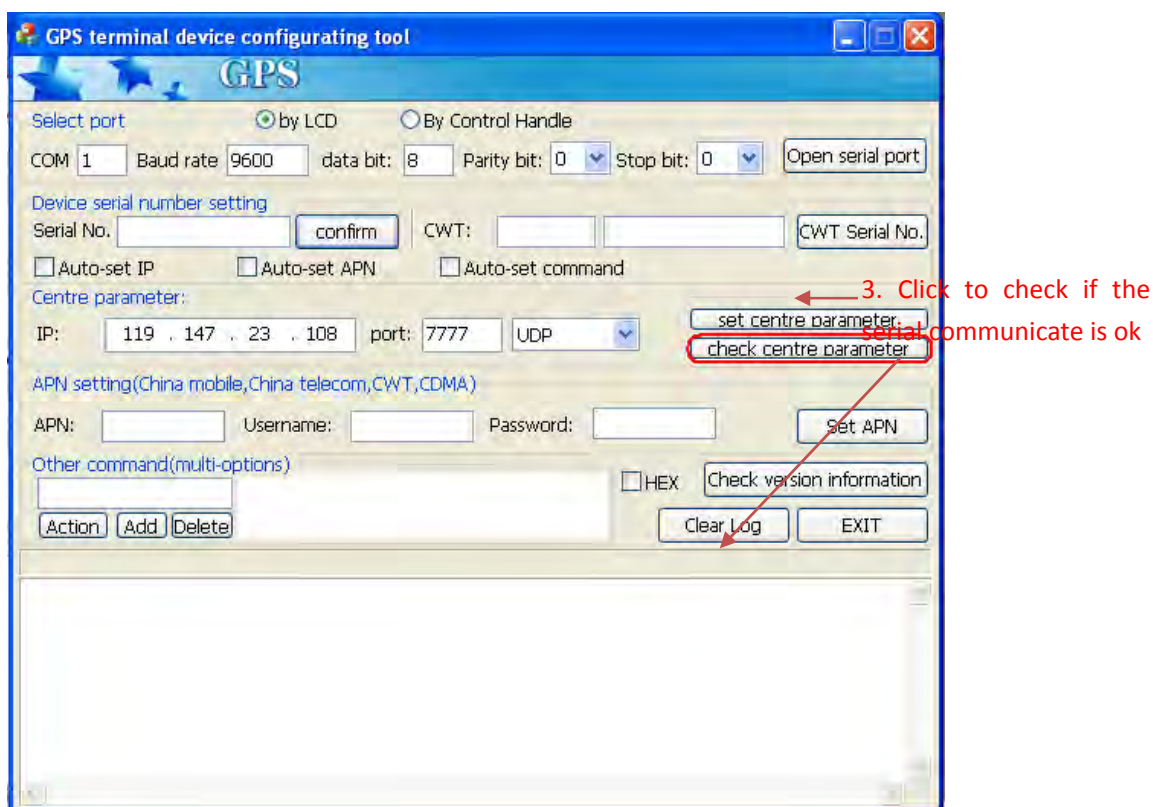 GPS terminal device configurating tool
GPS
Select port by LCD By Control Handle
COM 1 Baud rate 9600 data bit: 8 Parity bit: 0 Stop bit: 0 Open serial port
Device serial number setting
Serial No. confirm CWT: CWT Serial No.
Auto-set IP Auto-set APN Auto-set command
Centre parameter:
3. Click to check if the
serial communicate is ok
set centre parameter
IP: 119 . 147 . 23 . 108 port: 7777 UDP
check centre parameter
APN setting(China mobile,China telecom,CWT,CDMA)
APN: Username: Password: Set APN
Other command(multi-options)
HEX Check version information
Action Add Delete Clear Log EXIT